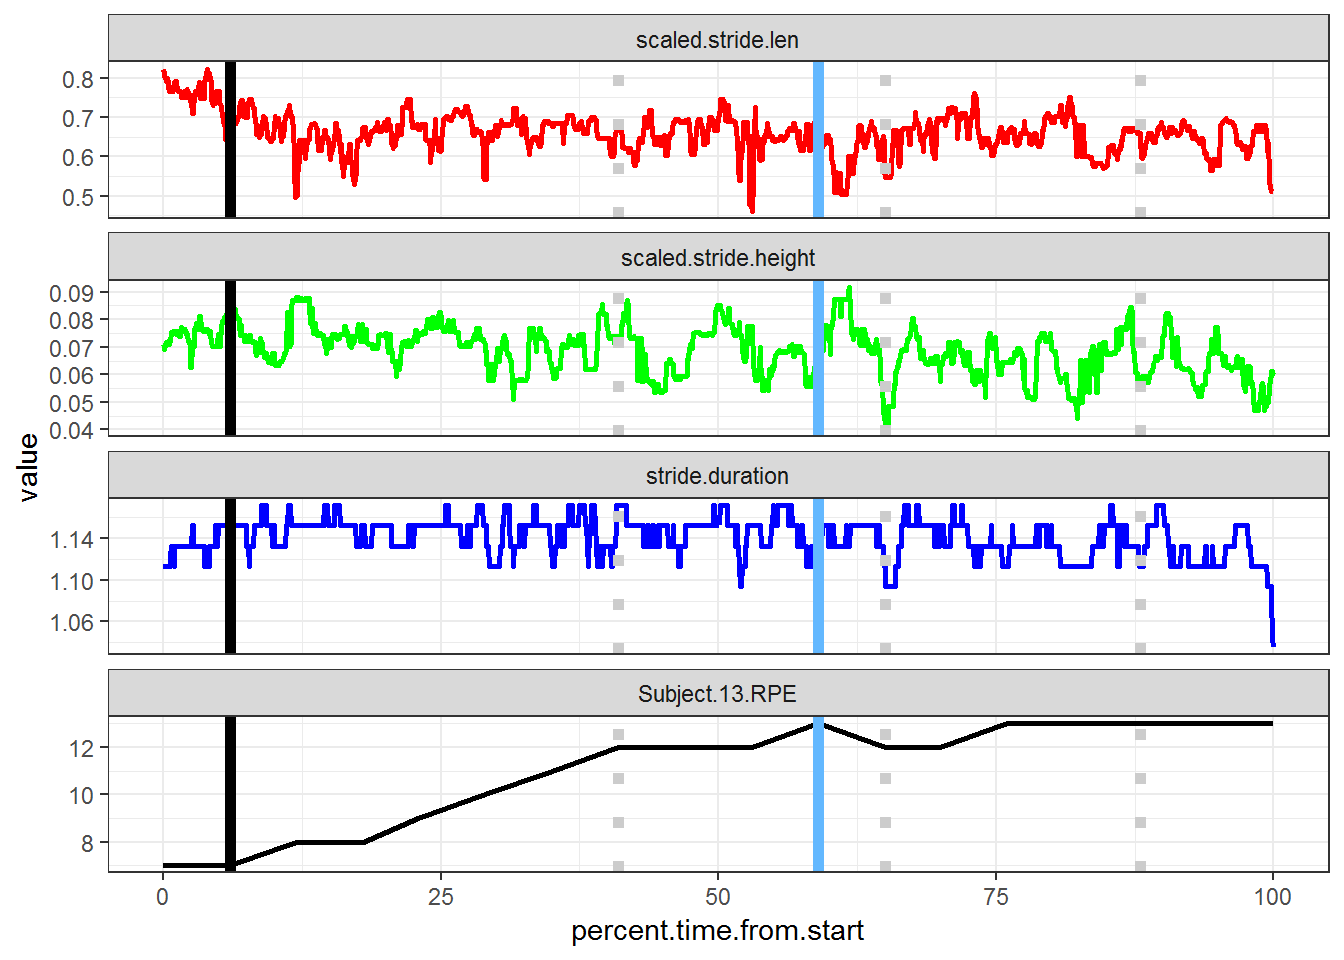 scaled.stride.len
0.8
0.7
0.6
0.5
scaled.stride.height
0.09
0.08
0.07
0.06
0.05
0.04
stride.duration
1.14
1.10
1.06
Subject.13.RPE
12
10
8
0 25 50 75 100
percent.time.from.start
value